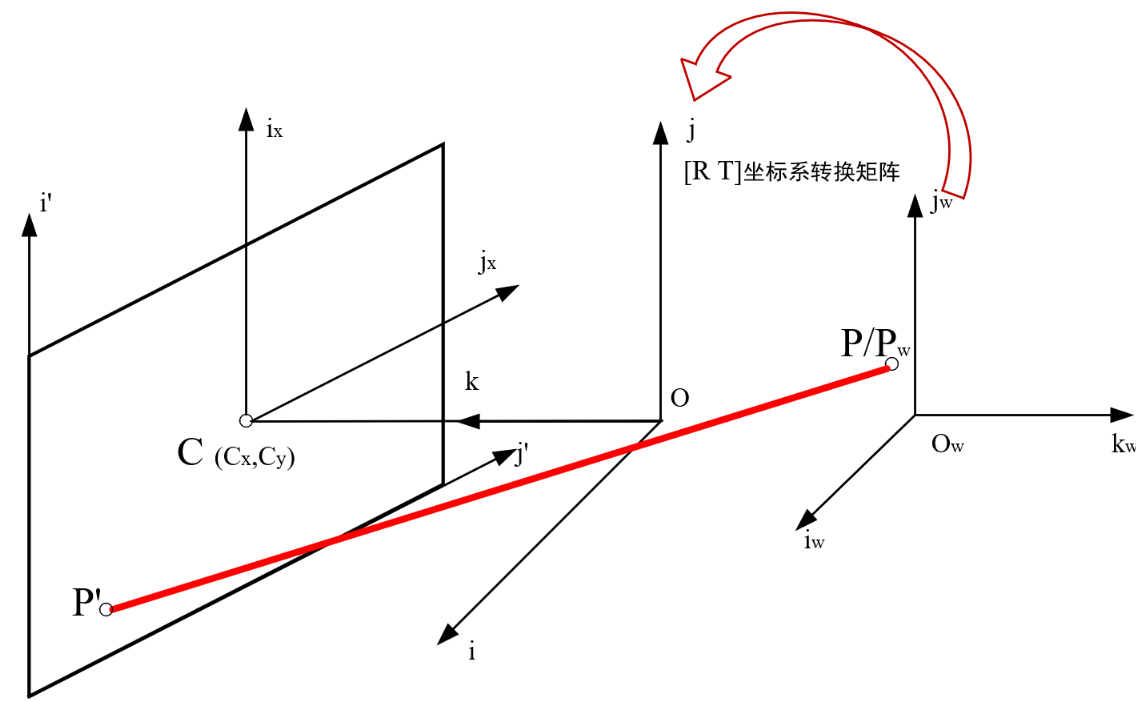 j
ix
[R T]坐标系转换矩阵
i'
jw
jx
P/Pw
k
O
C (Cx,Cy)
j'
Ow
kw
iw
P'
i